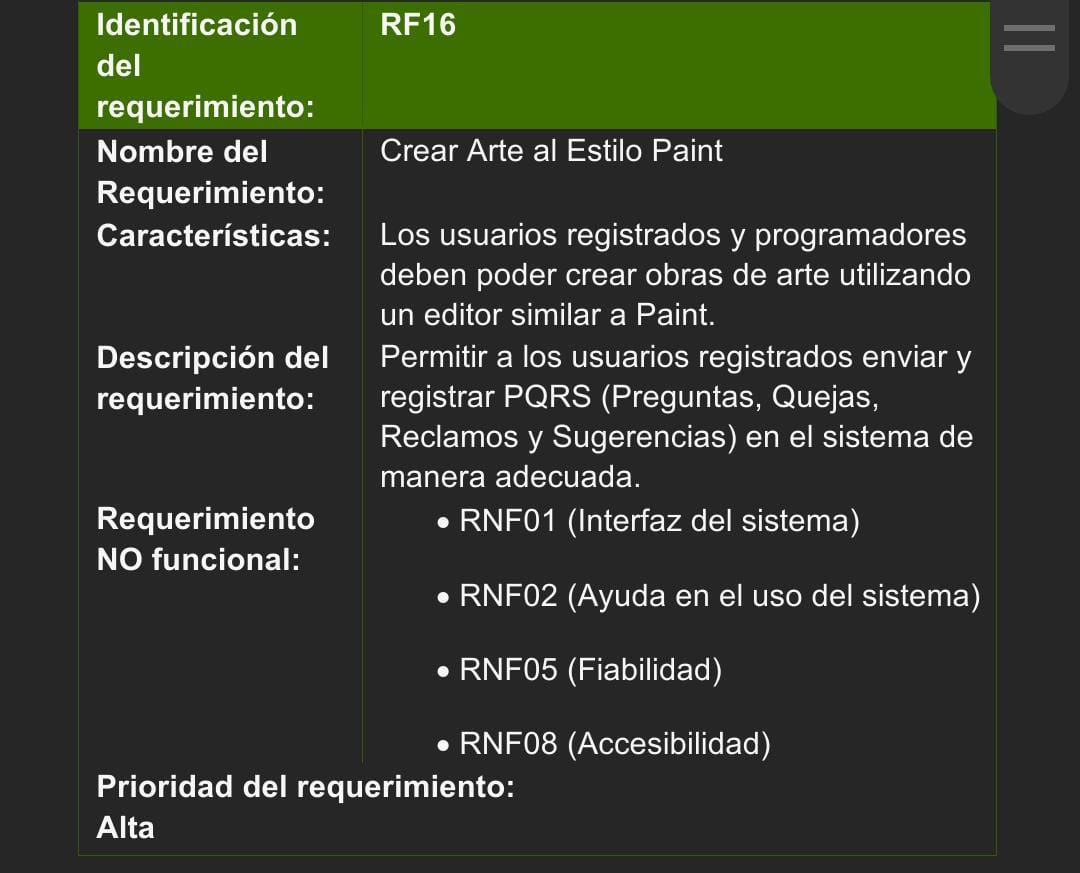 Identificación
del
requerimiento:
RF16
Nombre del
Requerimiento:
Crear Arte al Estilo Paint
Características:
Los usuarios registrados y programadores
deben poder crear obras de arte utilizando
un editor similar a Paint.
Descripción del
requerimiento:
Permitir a los usuarios registrados enviar y
registrar PQRS (Preguntas, Quejas,
Reclamos y Sugerencias) en el sistema de
manera adecuada.
Requerimiento
NO funcional:
• RNF01 (Interfaz del sistema)
• RNF02 (Ayuda en el uso del sistema)
• RNF05 (Fiabilidad)
• RNF08 (Accesibilidad)
Prioridad del requerimiento:
Alta